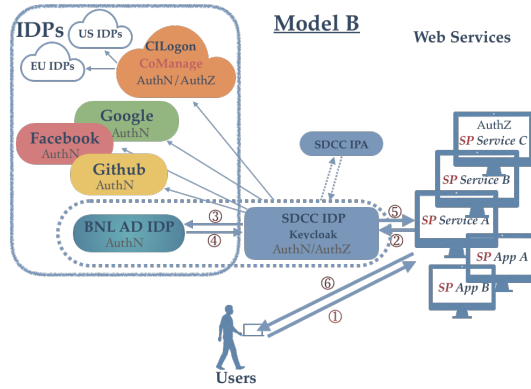 Model B
IDPs
US IDPs
EU IDPs
CILogon
CoManage
AuthN/AuthZ
Web Services
Google
AuthN
Facebook
AuthN
Github
AuthN
SDCC IPA
AuthZ
SP Service C
SP Service B
SP Service A
SP App A
SP App B
BNL AD IDP
AuthN
③
④
SDCC IDP
Keycloak
AuthN/AuthZ
⑤
②
⑥
①
Users